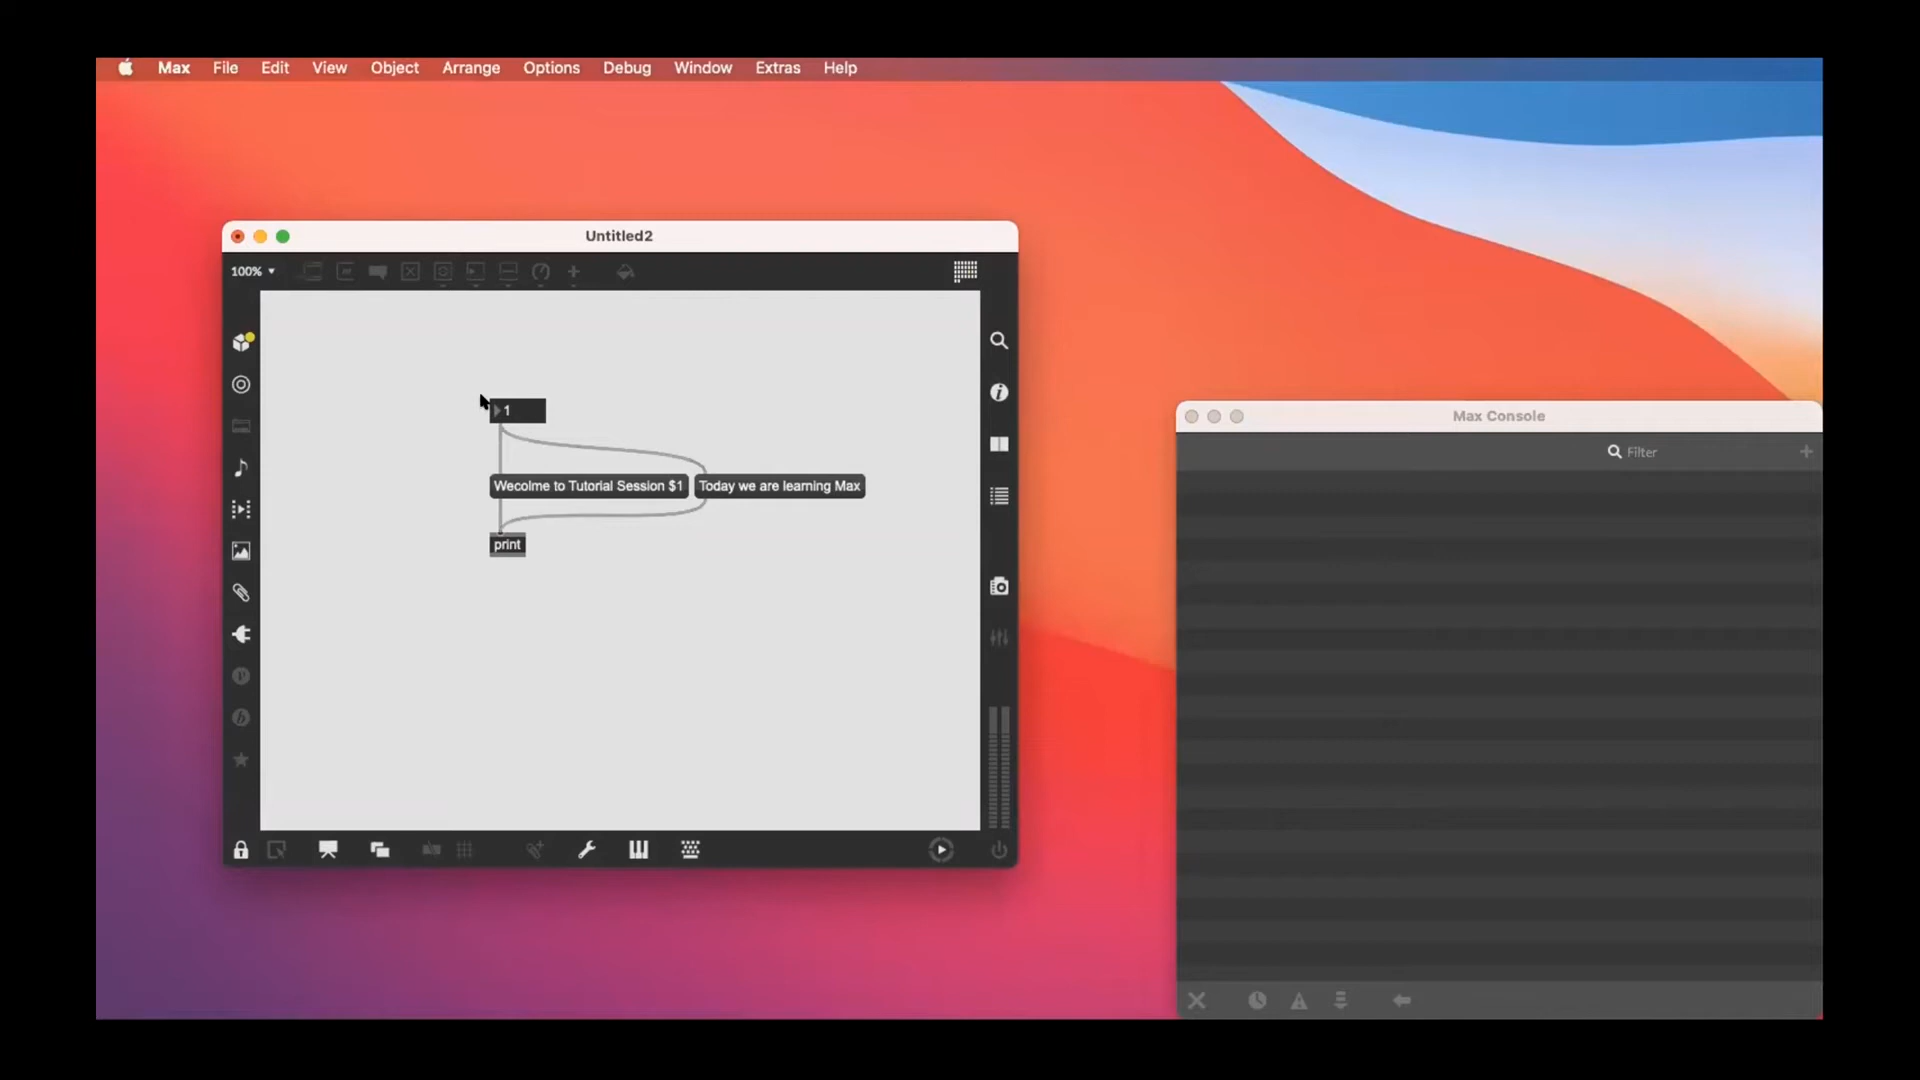 Max File Edit View Object Arrange Options Debug Window Extras Help
Untitled2
100%
1
Wecolme to Tutorial Session $1
Today we are learning Max
print
Max Console
Filter